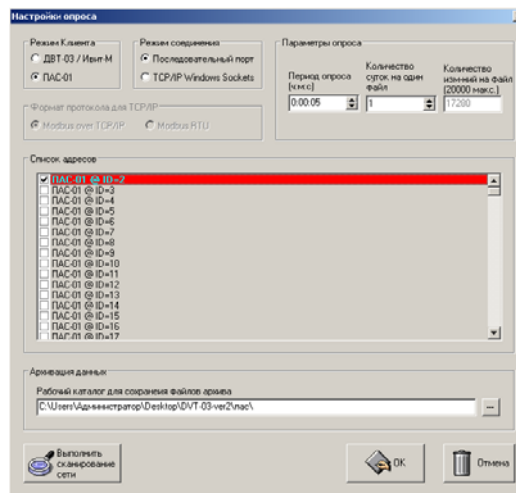 Настройки опроса
Режим Клиента
ДВТ-03 / Ивит-М
ПАС-01
Режим соединения
Последовательный порт
TCP/IP Windows Sockets
Параметры опроса
Период опроса
(ч:м:с)
0:00:05
Количество
суток на один
файл
1
Количество
изм-ний на файл
(20000 макс.)
17280
Формат протокола для TCP/IP
Modbus over TCP/IP
Modbus RTU
Список адресов
ПАС-01 @ ID=2
ПАС-01 @ ID=3
ПАС-01 @ ID=4
ПАС-01 @ ID=5
ПАС-01 @ ID=6
ПАС-01 @ ID=7
ПАС-01 @ ID=8
ПАС-01 @ ID=9
ПАС-01 @ ID=10
ПАС-01 @ ID=11
ПАС-01 @ ID=12
ПАС-01 @ ID=13
ПАС-01 @ ID=14
ПАС-01 @ ID=15
ПАС-01 @ ID=16
ПАС-01 @ ID=17
Архивация данных
Рабочий каталог для сохранения файлов архива
C:\Users\Администратор\Desktop\DVT-03-ver2\пас\
...
Выполнить
сканирование
сети
OK
Отмена